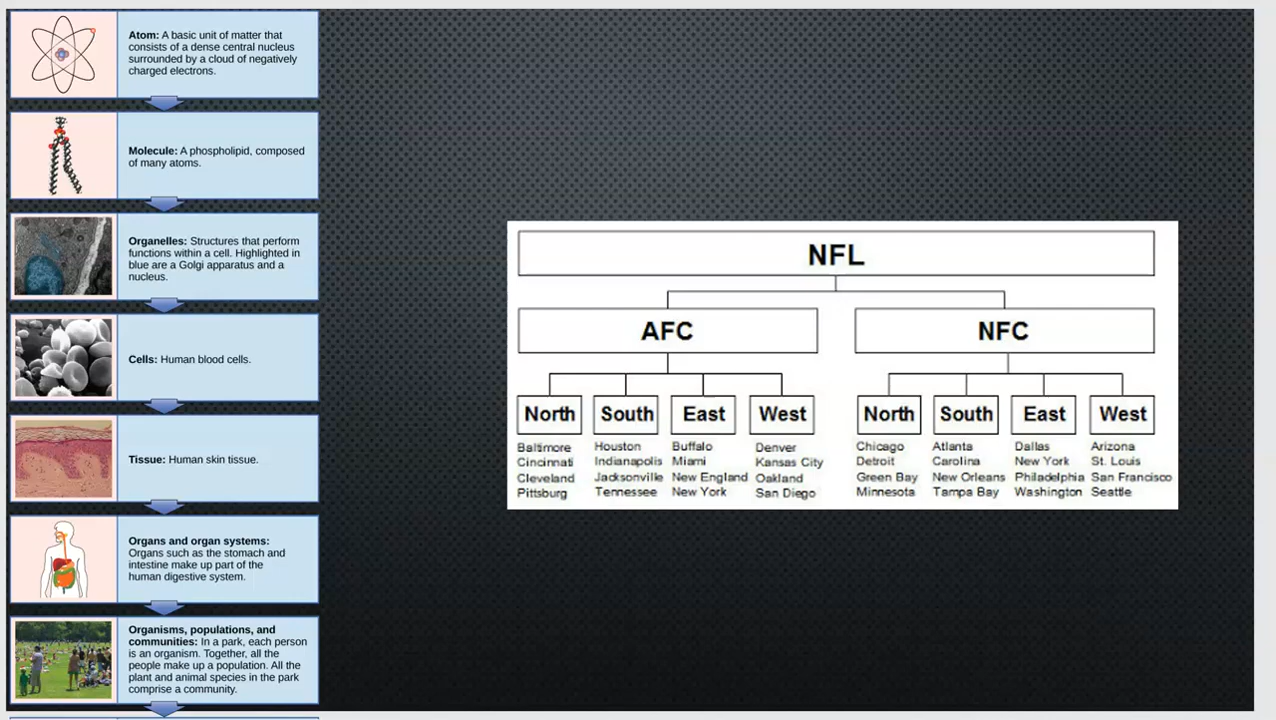 Atom: A basic unit of matter that
consists of a dense central nucleus
surrounded by a cloud of negatively
charged electrons.
Molecule: A phospholipid, composed
of many atoms.
Organelles: Structures that perform
functions within a cell. Highlighted in
blue are a Golgi apparatus and a
nucleus.
Cells: Human blood cells.
Tissue: Human skin tissue.
Organs and organ systems:
Organs such as the stomach and
intestine make up part of the
human digestive system.
Organisms, populations, and
communities: In a park, each person
is an organism. Together, all the
people make up a population. All the
plant and animal species in the park
comprise a community.
NFL
AFC
NFC
North
South
East
West
North
South
East
West
Baltimore
Cincinnati
Cleveland
Pittsburg
Houston
Indianapolis
Jacksonville
Tennessee
Buffalo
Miami
New England
New York
Denver
Kansas City
Oakland
San Diego
Chicago
Detroit
Green Bay
Minnesota
Atlanta
Carolina
New Orleans
Tampa Bay
Dallas
New York
Philadelphia
Washington
Arizona
St. Louis
San Francisco
Seattle